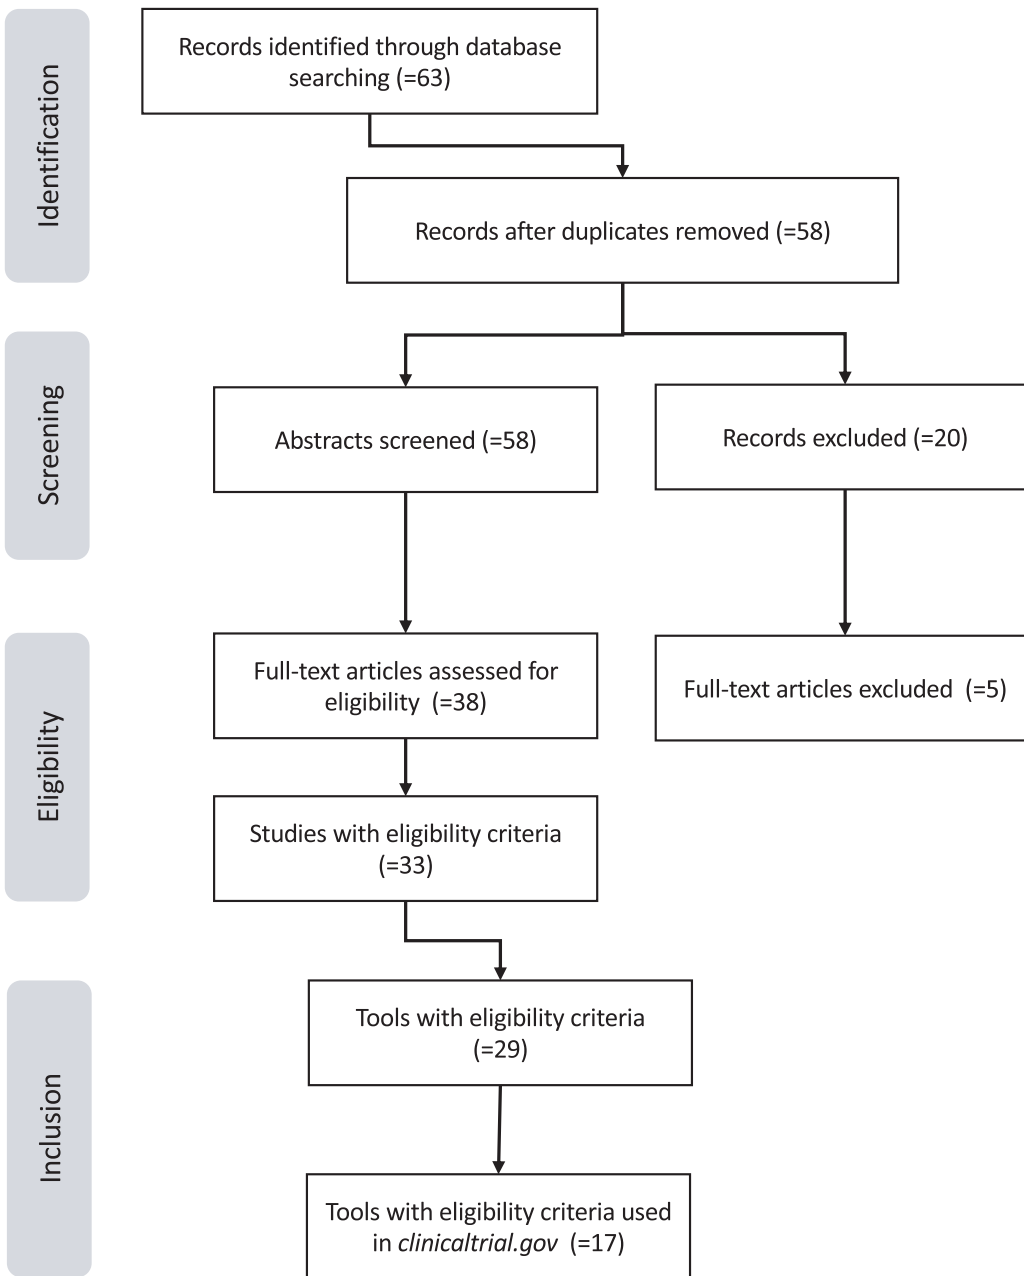 Identification
Records identified through database
searching (=63)
Records after duplicates removed (=58)
Screening
Abstracts screened (=58)
Records excluded (=20)
Eligibility
Full-text articles assessed for
eligibility (=38)
Full-text articles excluded (=5)
Studies with eligibility criteria
(=33)
Inclusion
Tools with eligibility criteria
(=29)
Tools with eligibility criteria used
in clinicaltrial.gov (=17)